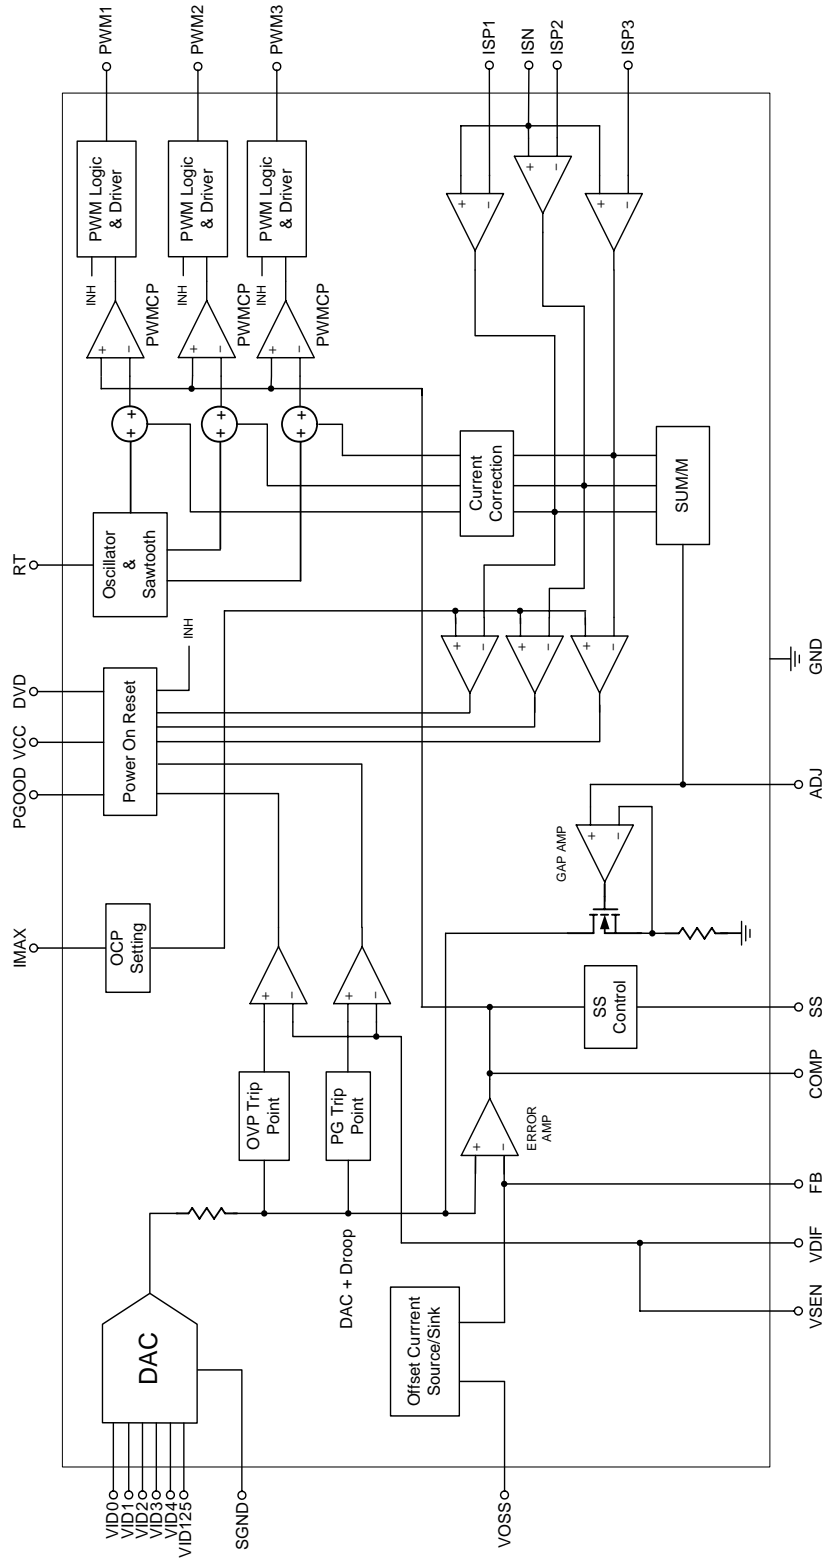 PGOOD
VCC
DVD
RT
IMAX
OCP
Setting
Power On Reset
INH
Oscillator
&
Sawtooth
PWM Logic
& Driver
PWM1
INH
PWMCP
PWM Logic
& Driver
PWM2
INH
PWMCP
PWM Logic
& Driver
PWM3
INH
PWMCP
+
-
+
-
+
-
+
+
+
+
+
+
VID0
VID1
VID2
VID3
VID4
VID125
SGND
DAC
OVP Trip
Point
PG Trip
Point
+
-
+
-
DAC + Droop
Offset Currrent
Source/Sink
VOSS
+
-
ERROR
AMP
SS
Control
GAP AMP
+
-
+
-
+
-
+
-
Current
Correction
SUM/M
+
-
+
-
+
-
ISP1
ISN
ISP2
ISP3
VSEN
VDIF
FB
COMP
SS
ADJ
GND